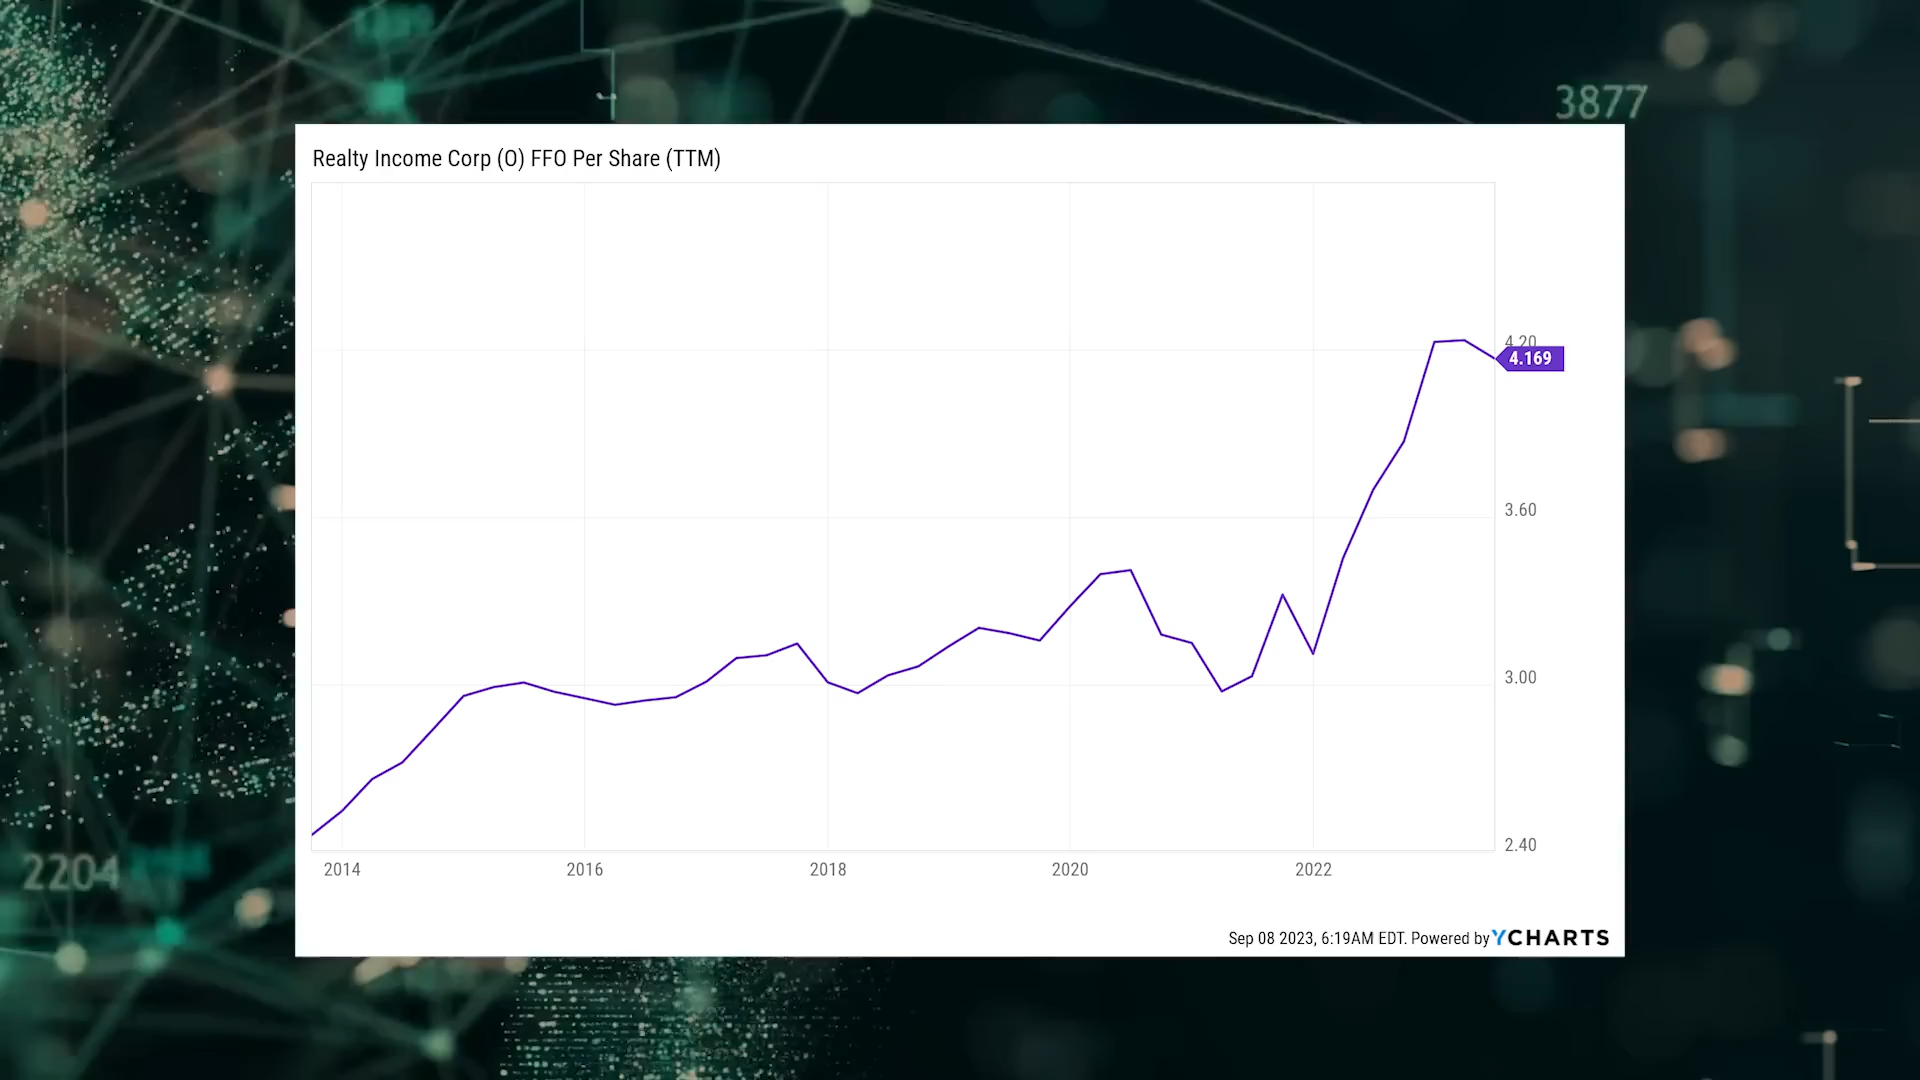 3877
Realty Income Corp (O) FFO Per Share (TTM)
4.20
4.169
3.60
3.00
2.40
2014 2016 2018 2020 2022
2204
Sep 08 2023, 6:19AM EDT. Powered by YCHARTS